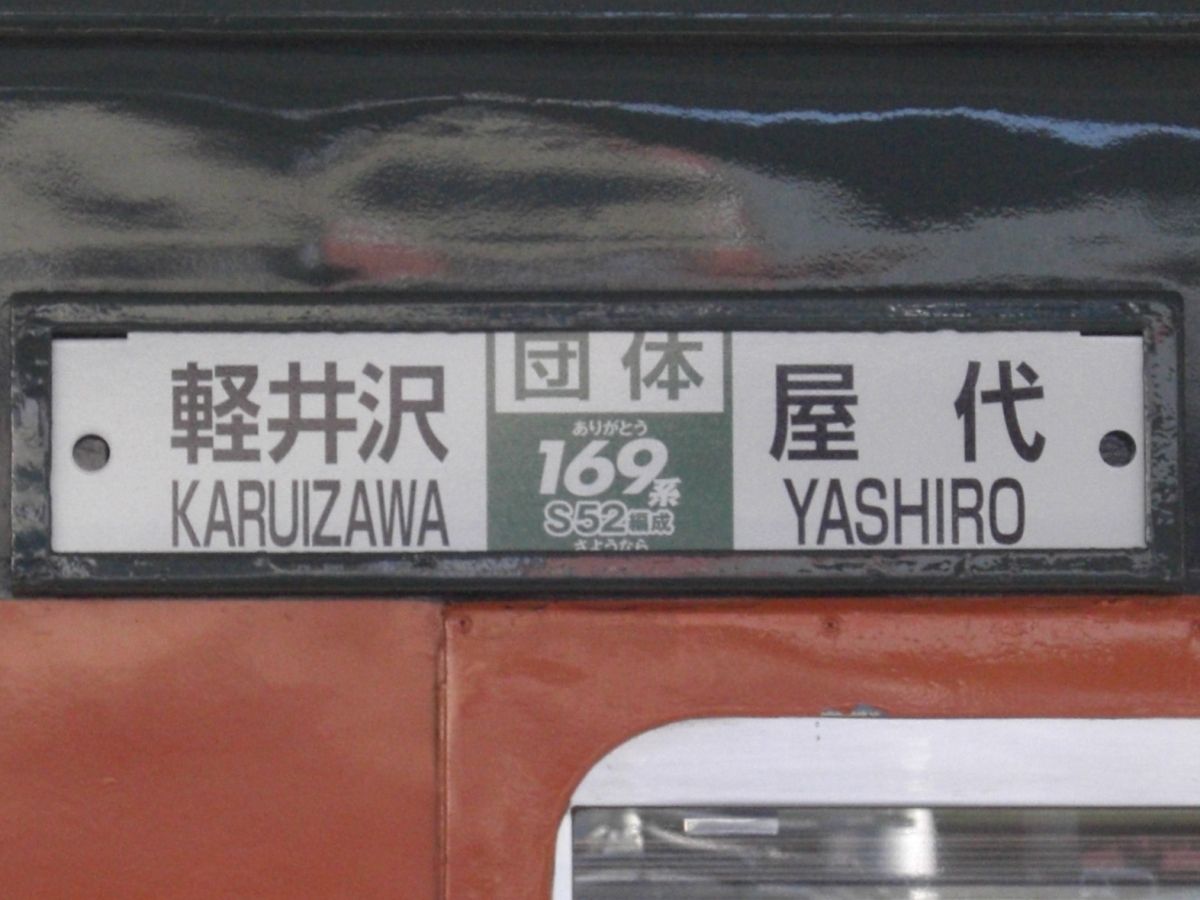 軽井沢
KARUIZAWA
団体
ありがとう
169系
S52編成
さようなら
屋代
YASHIRO